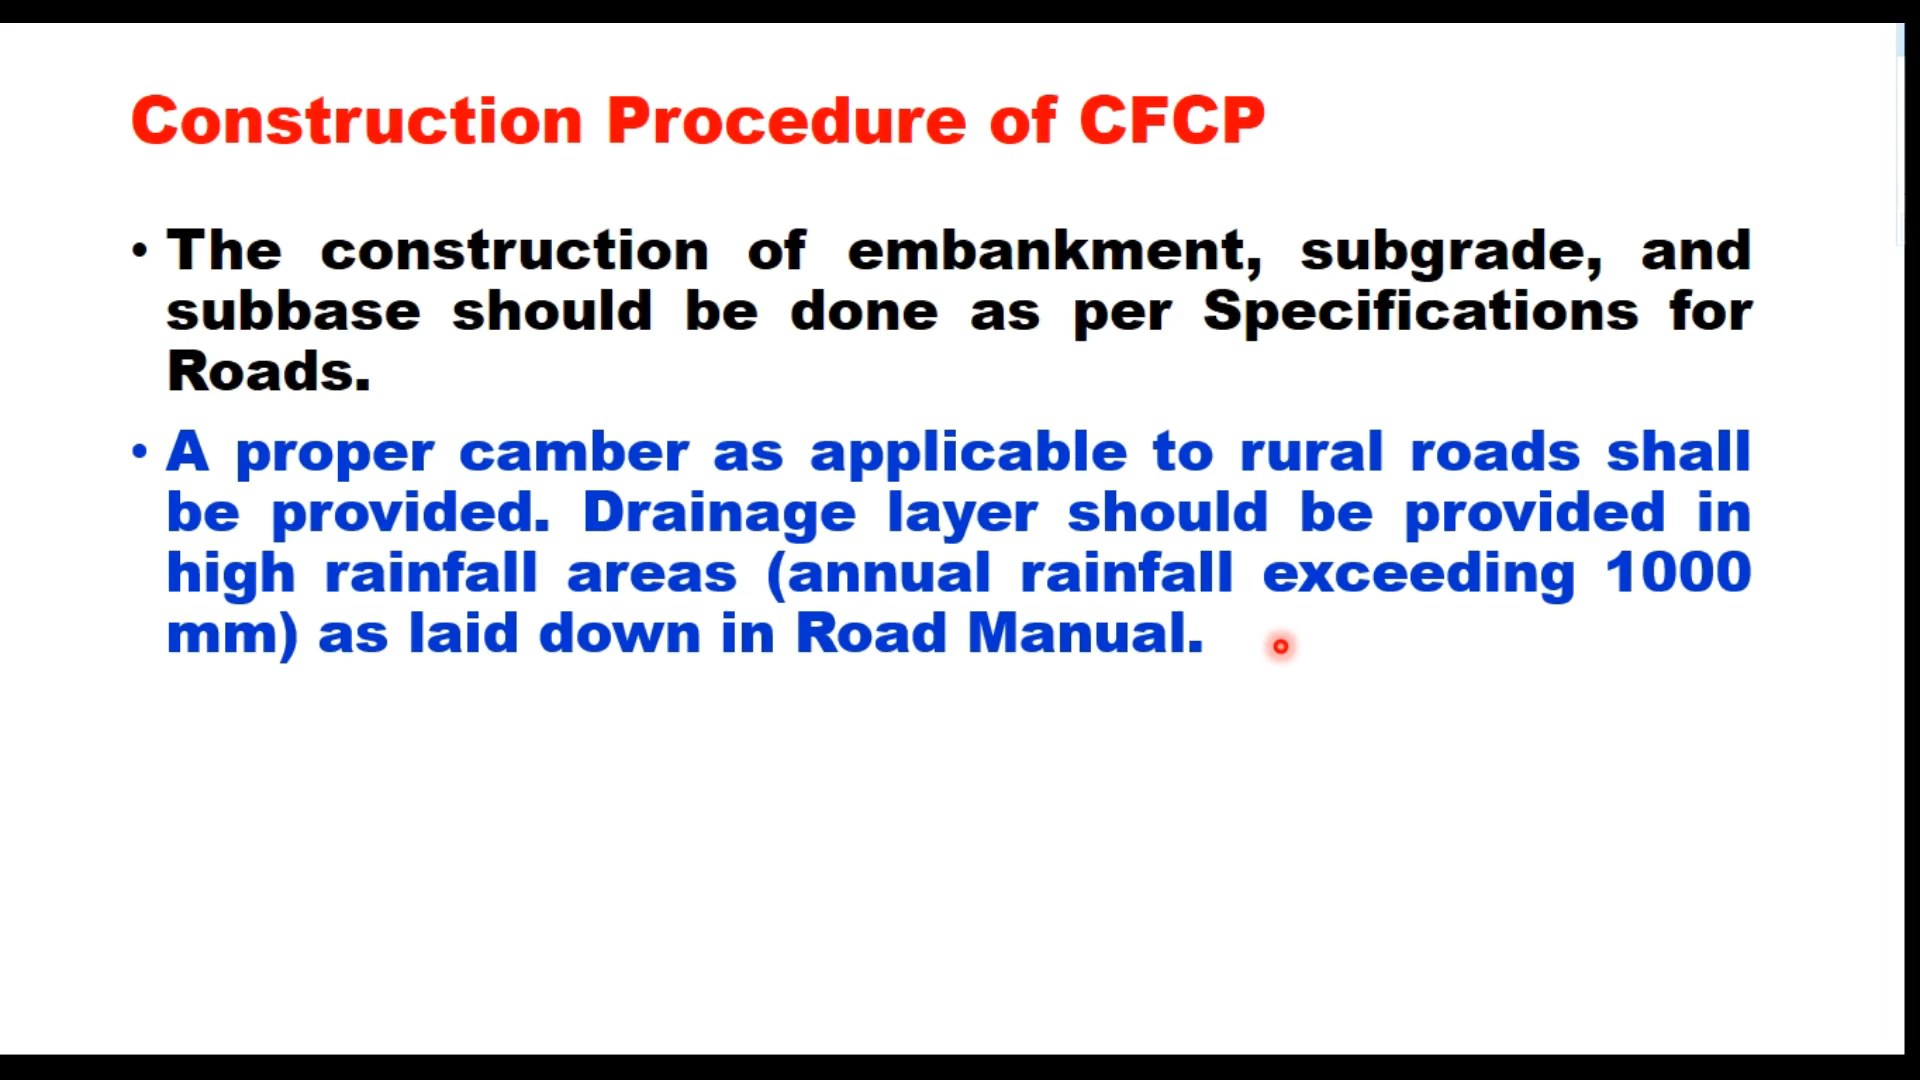 Construction Procedure of CFCP
• The construction of embankment, subgrade, and
subbase should be done as per Specifications for
Roads.
• A proper camber as applicable to rural roads shall
be provided. Drainage layer should be provided in
high rainfall areas (annual rainfall exceeding 1000
mm) as laid down in Road Manual.